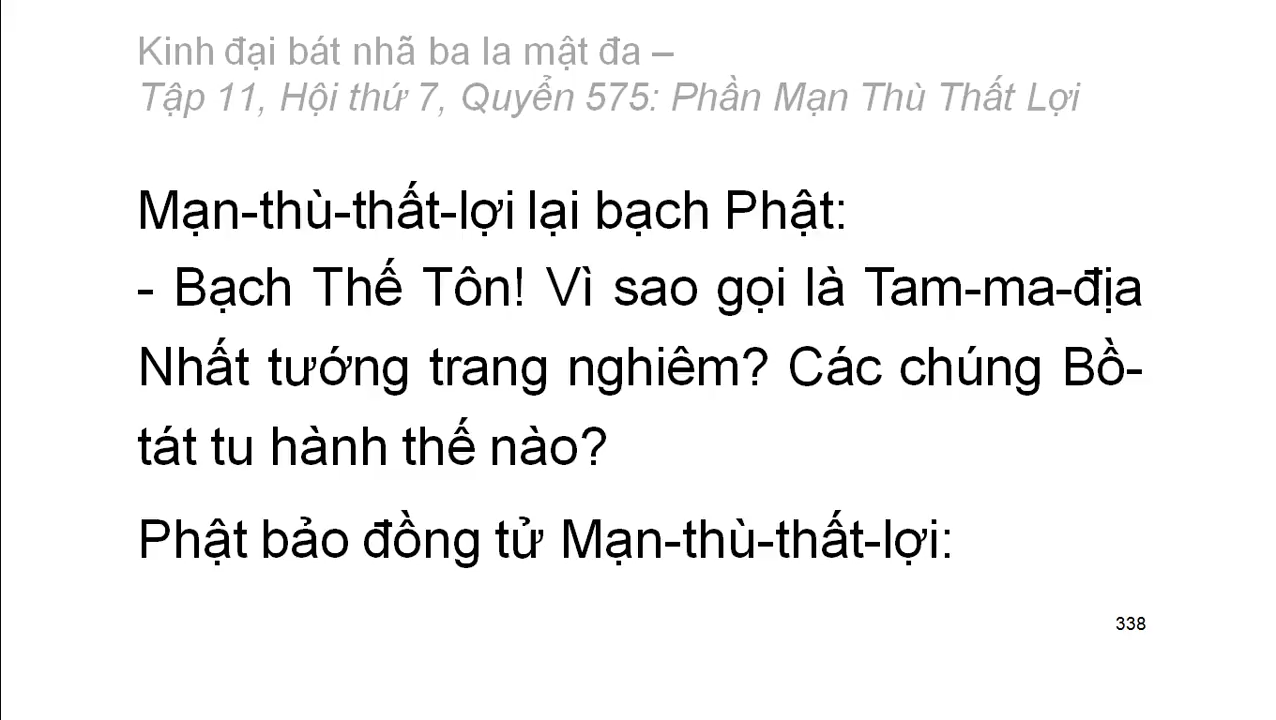 Kinh đại bát nhã ba la mật đa –
Tập 11, Hội thứ 7, Quyển 575: Phần Mạn Thù Thất Lợi
Mạn-thù-thất-lợi lại bạch Phật:
- Bạch Thế Tôn! Vì sao gọi là Tam-ma-địa
Nhất tướng trang nghiêm? Các chúng Bồ-
tát tu hành thế nào?
Phật bảo đồng tử Mạn-thù-thất-lợi:
338